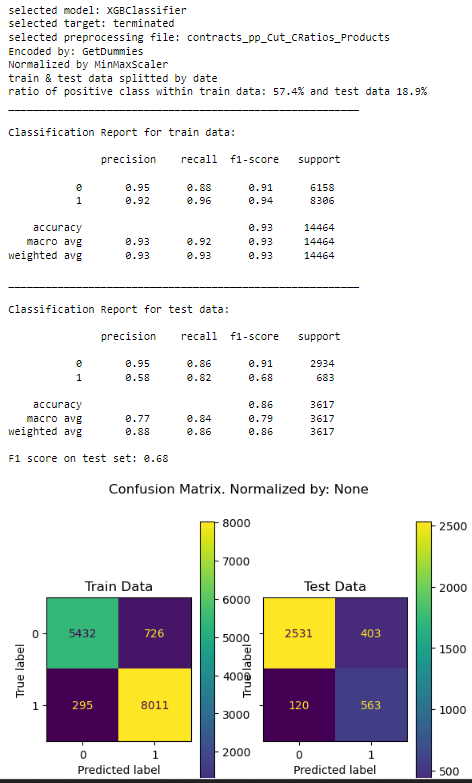 selected model: XGBClassifier
selected target: terminated
selected preprocessing file: contracts_pp_Cut_CRatios_Products
Encoded by: GetDummies
Normalized by MinMaxScaler
train & test data splitted by date
ratio of positive class within train data: 57.4% and test data 18.9%
________________________________________________________
Classification Report for train data:
precision recall f1-score support
0 0.95 0.88 0.91 6158
1 0.92 0.96 0.94 8306
accuracy 0.93 14464
macro avg 0.93 0.92 0.93 14464
weighted avg 0.93 0.93 0.93 14464
________________________________________________________
Classification Report for test data:
precision recall f1-score support
0 0.95 0.86 0.91 2934
1 0.58 0.82 0.68 683
accuracy 0.86 3617
macro avg 0.77 0.84 0.79 3617
weighted avg 0.88 0.86 0.86 3617
F1 score on test set: 0.68
Confusion Matrix. Normalized by: None
Train Data
True label
0
1
5432 726
295 8011
0 1
Predicted label
8000
7000
6000
5000
4000
3000
2000
Test Data
True label
2531 403
120 563
0 1
Predicted label
2500
2000
1500
1000
500